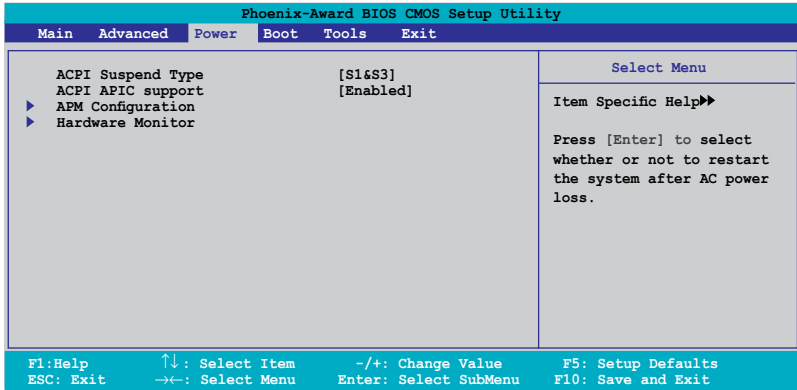 Phoenix-Award BIOS CMOS Setup Utility
Main Advanced Power Boot Tools Exit
Select Menu
ACPI Suspend Type [S1&S3]
ACPI APIC support [Enabled]
APM Configuration
Hardware Monitor
Item Specific Help
Press [Enter] to select
whether or not to restart
the system after AC power
loss.
F1:Help ↑↓: Select Item -/+: Change Value F5: Setup Defaults
ESC: Exit →←: Select Menu Enter: Select SubMenu F10: Save and Exit